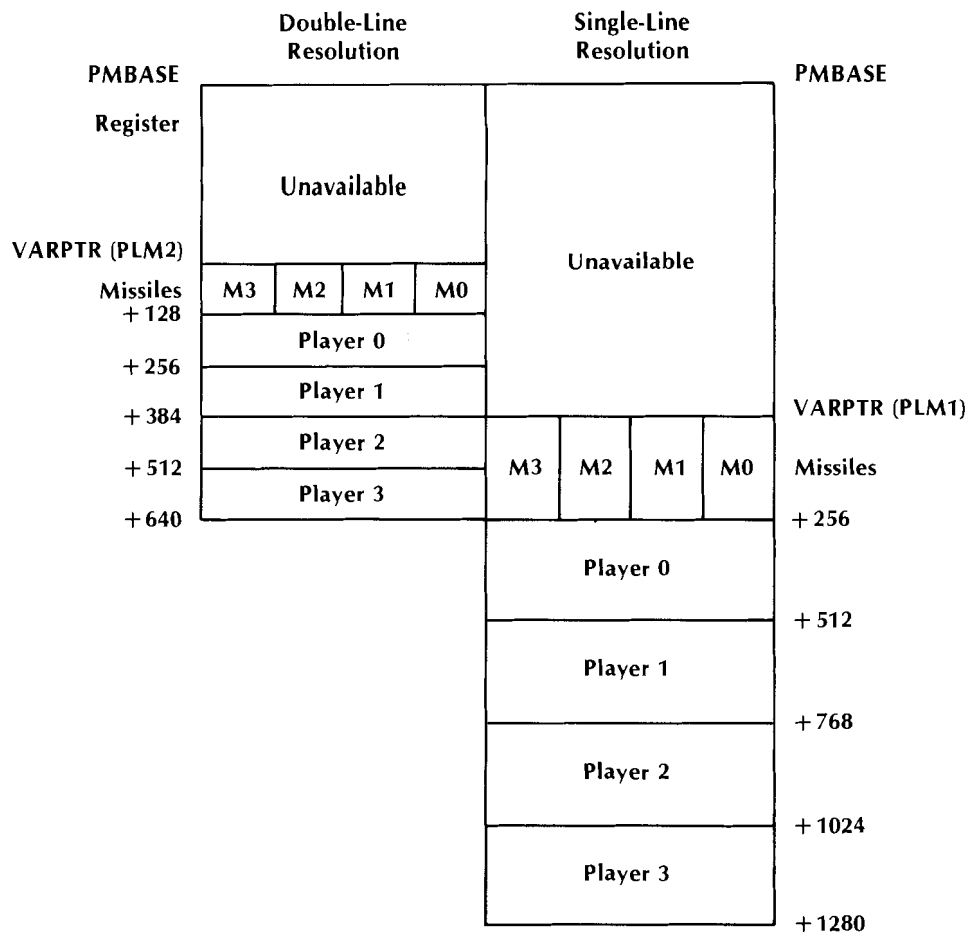 Double-Line Resolution
Single-Line Resolution
PMBASE
PMBASE
Register
Unavailable
VARPTR (PLM2)
Unavailable
Missiles
M3 M2 M1 M0
+128
Player 0
+256
Player 1
+384
VARPTR (PLM1)
Player 2
+512
M3 M2 M1 M0
Missiles
Player 3
+640
+256
Player 0
+512
Player 1
+768
Player 2
+1024
Player 3
+1280